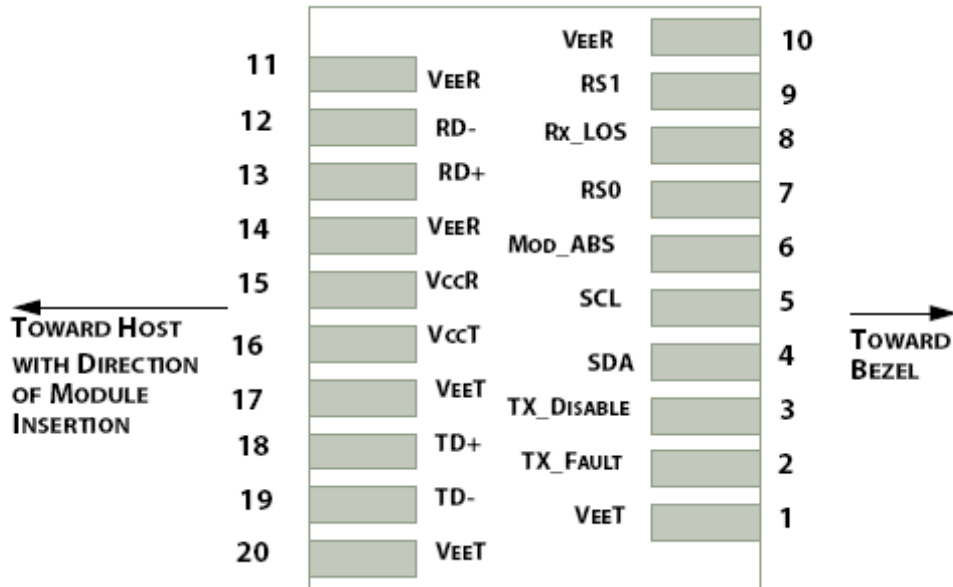 VEER 10
11 VEER
RS1 9
12 RD-
Rx_LOS 8
13 RD+
RS0 7
14 VEER
MOD_ABS 6
15 VCCR
SCL 5
TOWARD HOST
WITH DIRECTION
OF MODULE
INSERTION
TOWARD
BEZEL
16 VCCT
SDA 4
17 VEET
TX_DISABLE 3
18 TD+
TX_FAULT 2
19 TD-
VEET 1
20 VEET